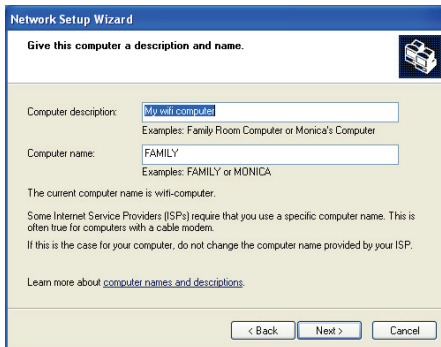 Network Setup Wizard
Give this computer a description and name.
Computer description: My wifi computer
Examples: Family Room Computer or Monica's Computer
Computer name: FAMILY
Examples: FAMILY or MONICA
The current computer name is wifi-computer.
Some Internet Service Providers (ISPs) require that you use a specific computer name. This is
often true for computers with a cable modem.
If this is the case for your computer, do not change the computer name provided by your ISP.
Learn more about computer names and descriptions.
< Back Next > Cancel